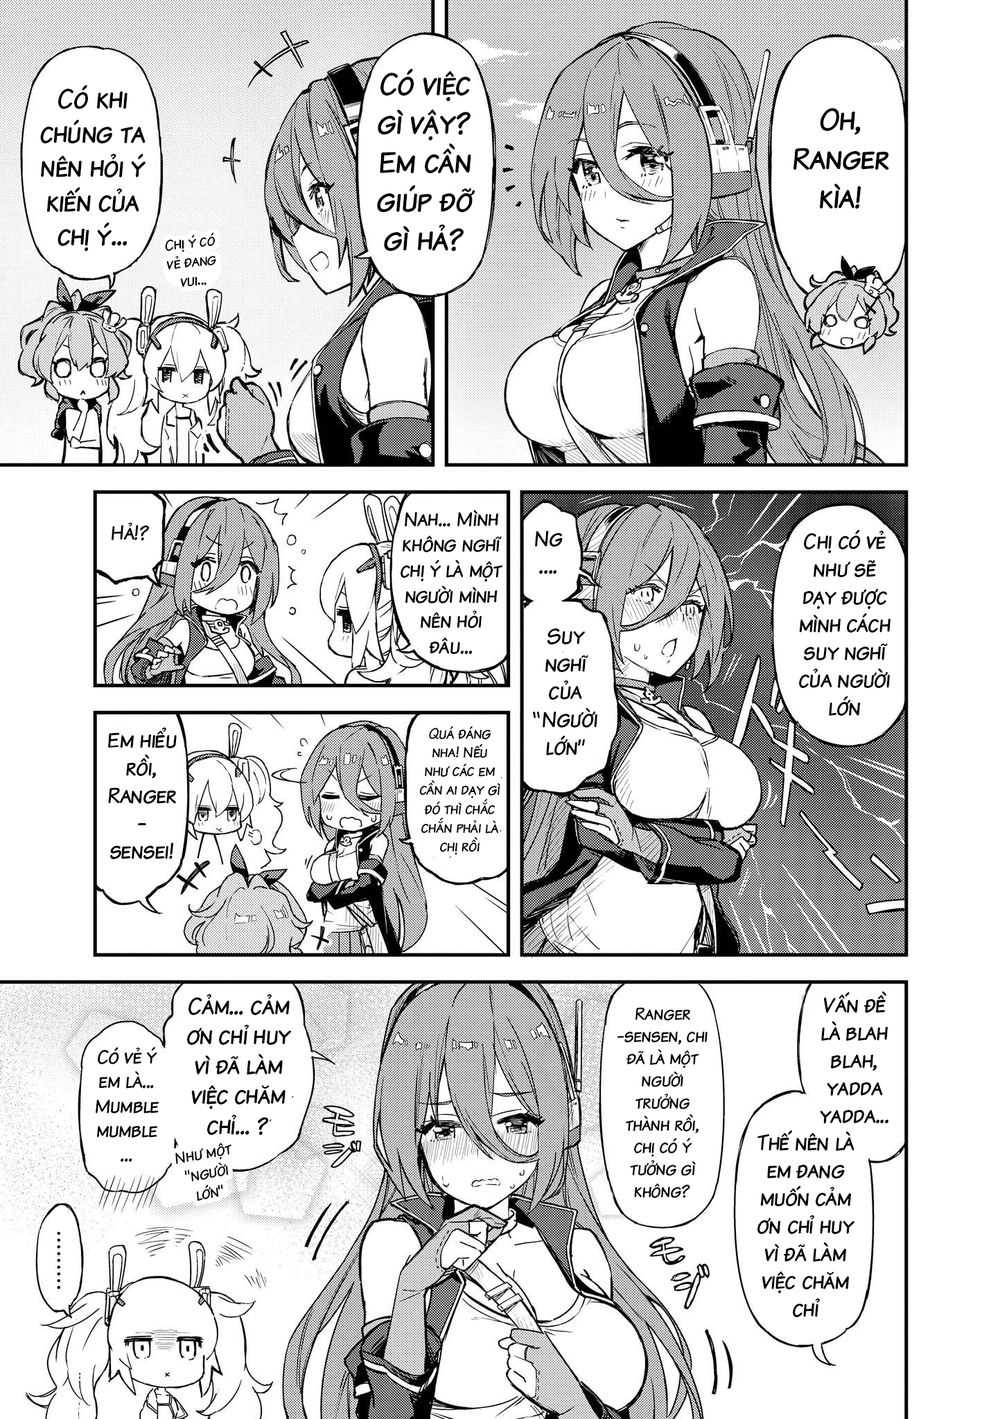 OH,
RANGER
KÌA!
CÓ VIỆC
GÌ VẬY?
EM CẦN
GIÚP ĐỠ
GÌ HẢ?
CÓ KHI
CHÚNG TA
NÊN HỎI Ý
KIẾN CỦA
CHỊ Ý...
CHỊ Ý CÓ
VẺ ĐANG
VUI...
CHỊ CÓ VẺ
NHƯ SẼ
DẠY ĐƯỢC
MÌNH CÁCH
SUY NGHĨ
CỦA NGƯỜI
LỚN
NG
....
SUY
NGHĨ
CỦA
"NGƯỜI
LỚN"
NAH... MÌNH
KHÔNG NGHĨ
CHỊ Ý LÀ MỘT
NGƯỜI MÌNH
NÊN HỎI
ĐÂU...
HẢ!?
QUÁ ĐÁNG
NHA! NẾU
NHƯ CÁC EM
CẦN AI DẠY GÌ
ĐÓ THÌ CHẮC
CHẮN PHẢI LÀ
CHỊ RỒI
EM HIỂU
RỒI,
RANGER
-
SENSEI!
VẤN ĐỀ
LÀ BLAH
BLAH,
YADDA
YADDA...
THẾ NÊN LÀ
EM ĐANG
MUỐN CẢM
ƠN CHỈ HUY
VÌ ĐÃ LÀM
VIỆC CHĂM
CHỈ
RANGER
-SENSEN, CHỊ
ĐÃ LÀ MỘT
NGƯỜI
TRƯỞNG
THÀNH RỒI,
CHỊ CÓ Ý
TƯỞNG GÌ
KHÔNG?
モジ
モジ
CẢM... CẢM
ƠN CHỈ HUY
VÌ ĐÃ LÀM
VIỆC CHĂM
CHỈ... ?
NHƯ MỘT
"NGƯỜI
LỚN"
CÓ VẺ Ý
EM LÀ...
MUMBLE
MUMBLE
...
.........